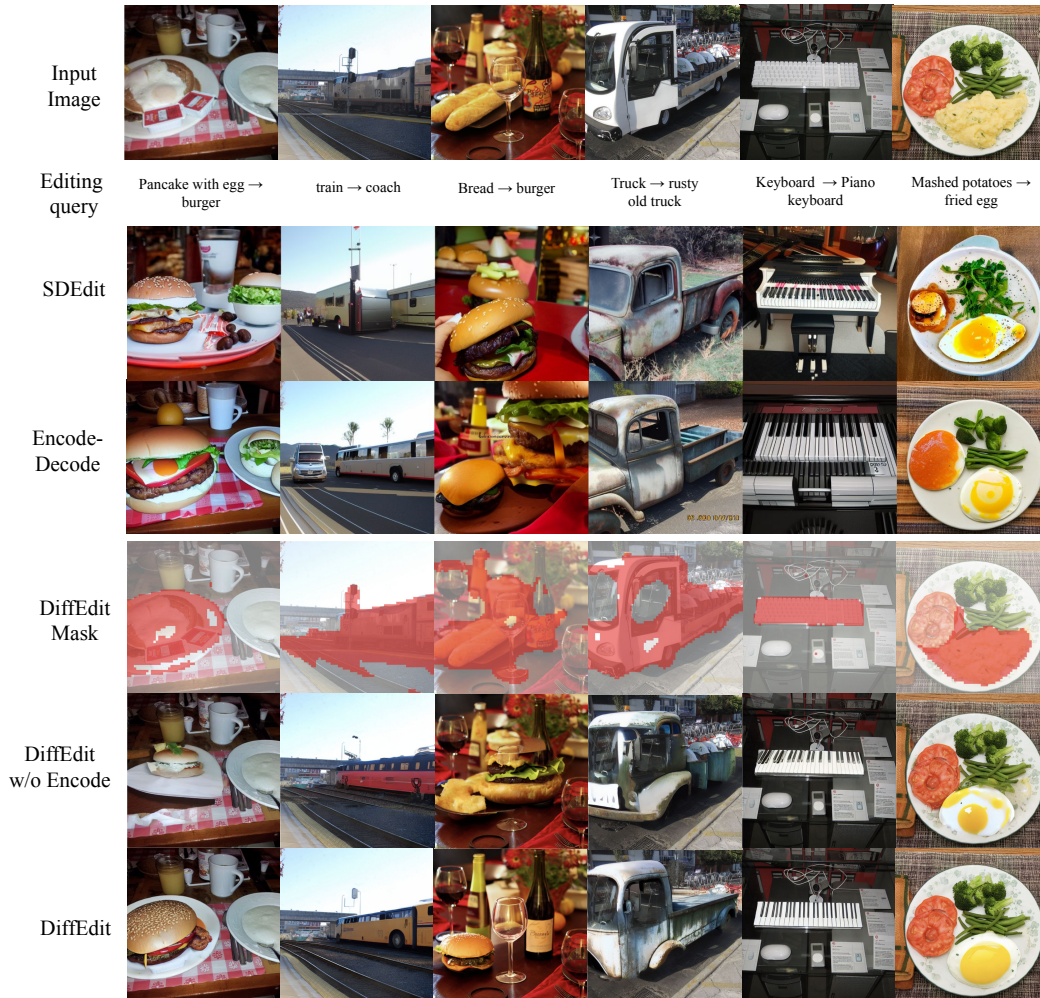 Input
Image
Editing
query
Pancake with egg →
burger
train → coach
Bread → burger
Truck → rusty
old truck
Keyboard → Piano
keyboard
Mashed potatoes →
fried egg
SDEdit
Encode-
Decode
DiffEdit
Mask
DiffEdit
w/o Encode
DiffEdit